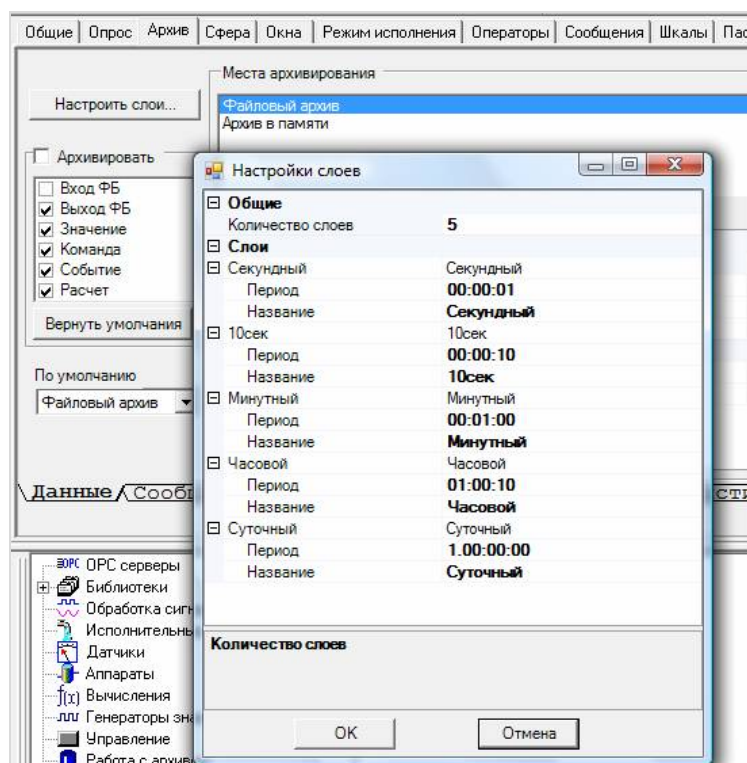 Общие Опрос Архив Сфера Окна Режим исполнения Операторы Сообщения Шкалы
Места архивирования
Настроить слои...
Файловый архив
Архив в памяти
Архивировать
Вход ФБ
Выход ФБ
Значение
Команда
Событие
Расчет
Вернуть умолчания
По умолчанию
Файловый архив
Данные
Настройки слоев
Общие
Количество слоев 5
Слои
Секундный Секундный
Период 00:00:01
Название Секундный
10сек 10сек
Период 00:00:10
Название 10сек
Минутный Минутный
Период 00:01:00
Название Минутный
Часовой Часовой
Период 01:00:10
Название Часовой
Суточный Суточный
Период 1.00:00:00
Название Суточный
Количество слоев
OK Отмена
OPC OPC серверы
Библиотеки
Обработка
Датчики
Аппараты
f(x) Вычисления
Генераторы
Управление
Работа с